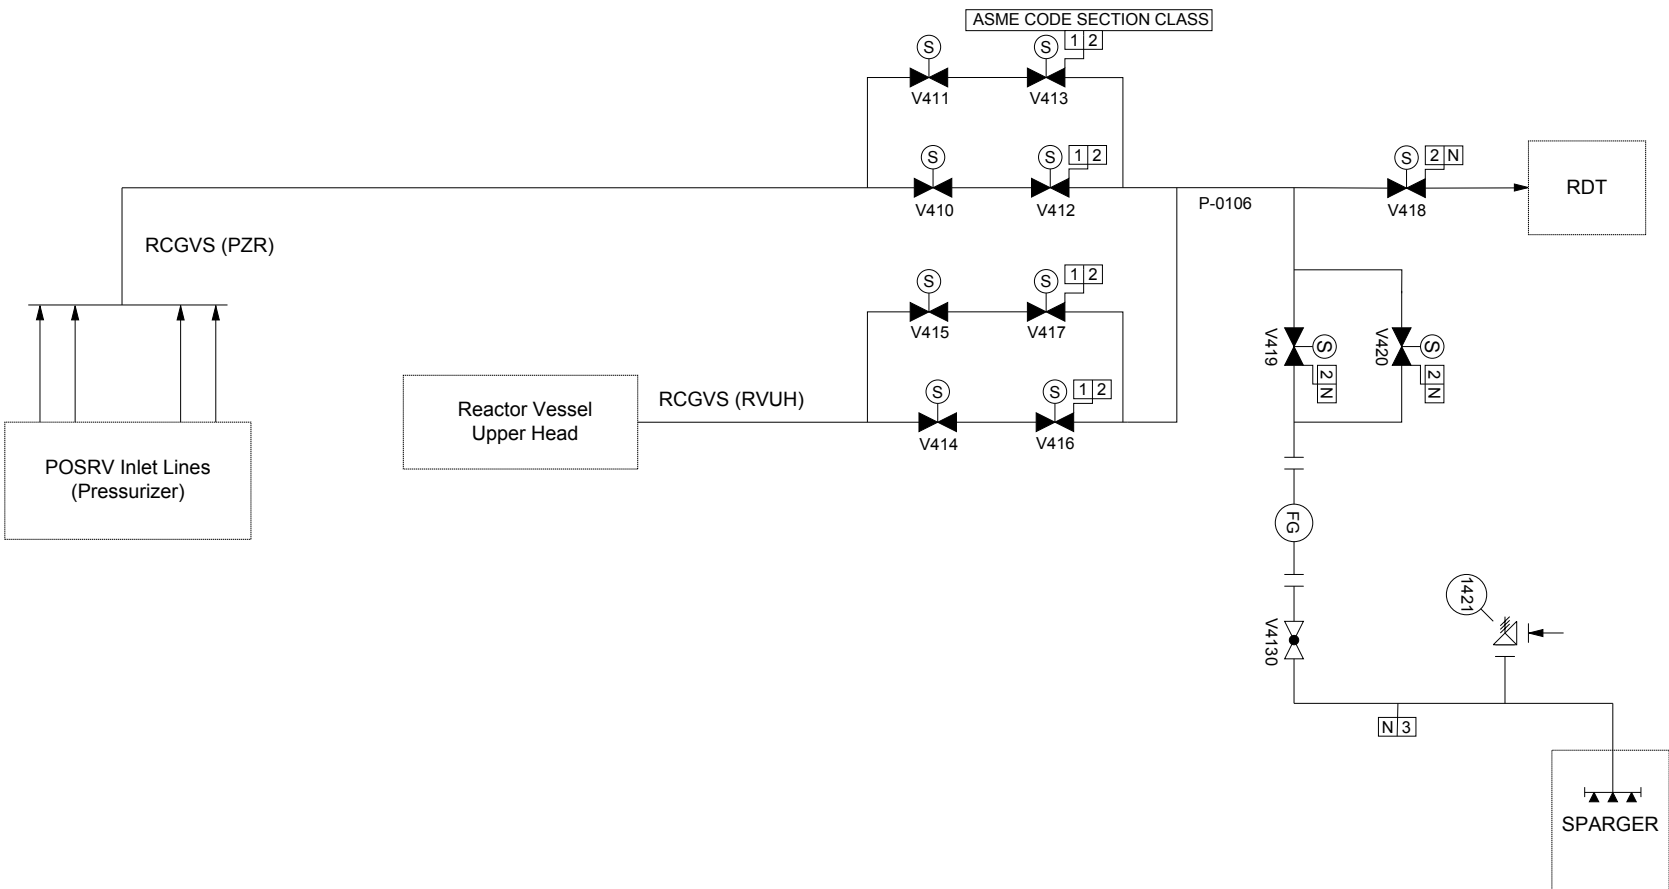 ASME CODE SECTION CLASS
S
S
1 2
V411
V413
S
S
1 2
S
2 N
V410
V412
P-0106
V418
RDT
RCGVS (PZR)
S
S
1 2
V415
V417
V419
S
2 N
V420
S
2 N
Reactor Vessel
Upper Head
RCGVS (RVUH)
S
S
1 2
V414
V416
POSRV Inlet Lines
(Pressurizer)
FG
1421
V4130
N 3
SPARGER